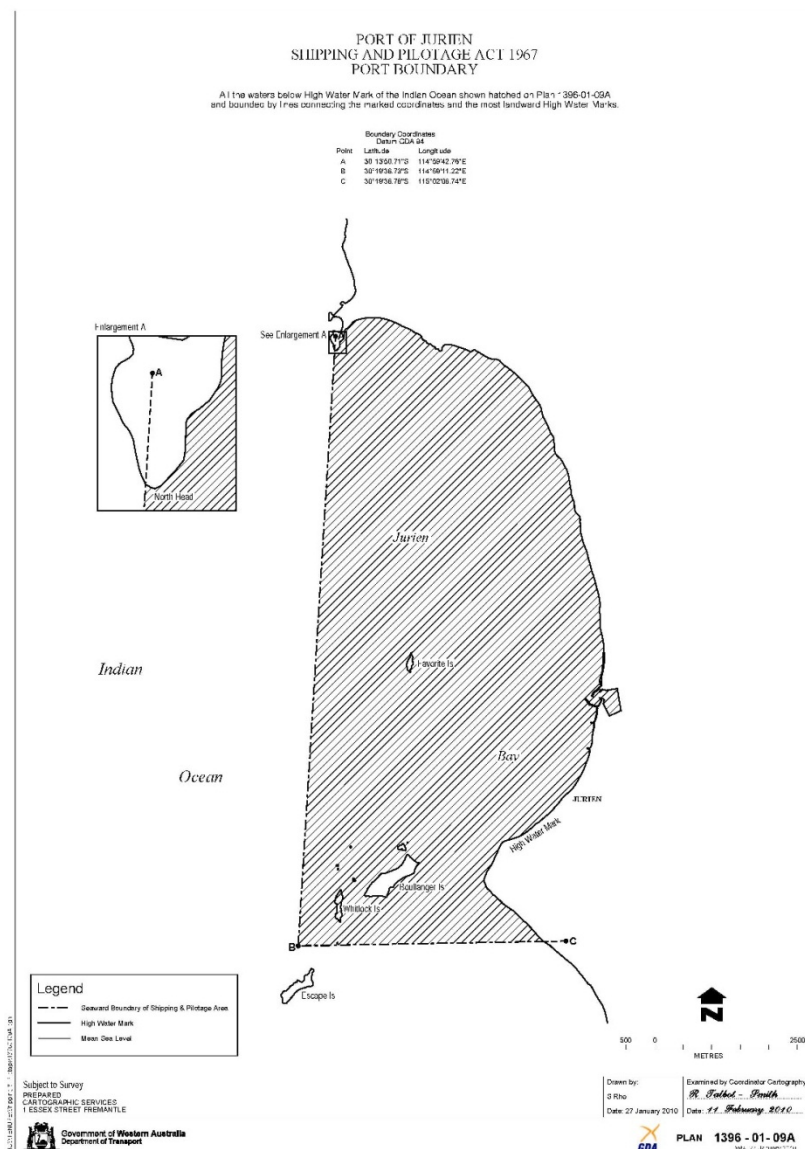 PORT OF JURIEN
SHIPPING AND PILOTAGE ACT 1967
PORT BOUNDARY
All the waters below High Water Mark of the Indian Ocean shown hatched on Plan 1396-01-09A
and bounded by lines connecting the marked coordinates and the most landward High Water Marks.
Boundary Coordinates
Datum GDA 94
Point Latitude Longitude
A 30°13'50.71"S 114°59'42.76"E
B 30°19'36.73"S 114°59'11.22"E
C 30°19'36.78"S 115°02'06.74"E
Enlargement A
See Enlargement A
A
A
North Head
Jurien
Indian
Favorite Is
Bay
Ocean
JURIEN
High Water Mark
Boullanger Is
Whitlock Is
B
C
Escape Is
Legend
Seaward Boundary of Shipping & Pilotage Area
High Water Mark
Mean Sea Level
N
500 0 2500
METRES
Subject to Survey
PREPARED
CARTOGRAPHIC SERVICES
1 ESSEX STREET FREMANTLE
Drawn by:
S Rho
Date: 27 January 2010
Examined by Coordinator Cartography
R Talbot - Smith
Date: 11 February 2010
Government of Western Australia
Department of Transport
GDA
PLAN 1396 - 01 - 09A